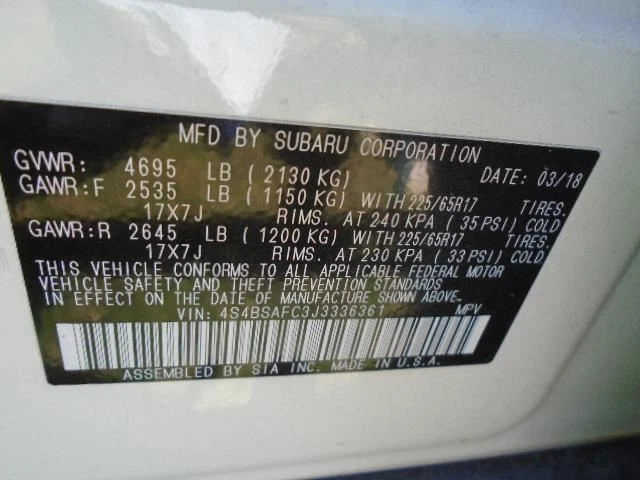 MFD BY SUBARU CORPORATION
GVWR: 4695 LB ( 2130 KG) DATE: 03/18
GAWR:F 2535 LB ( 1150 KG) WITH 225/65R17 TIRES.
17X7J RIMS. AT 240 KPA ( 35 PSI) COLD
GAWR:R 2645 LB ( 1200 KG) WITH 225/65R17 TIRES.
17X7J RIMS. AT 230 KPA ( 33 PSI) COLD
THIS VEHICLE CONFORMS TO ALL APPLICABLE FEDERAL MOTOR
VEHICLE SAFETY AND THEFT PREVENTION STANDARDS
IN EFFECT ON THE DATE OF MANUFACTURE SHOWN ABOVE.
VIN: 4S4BSAFC3J3336361 MPV
ASSEMBLED BY SIA INC. MADE IN U.S.A.